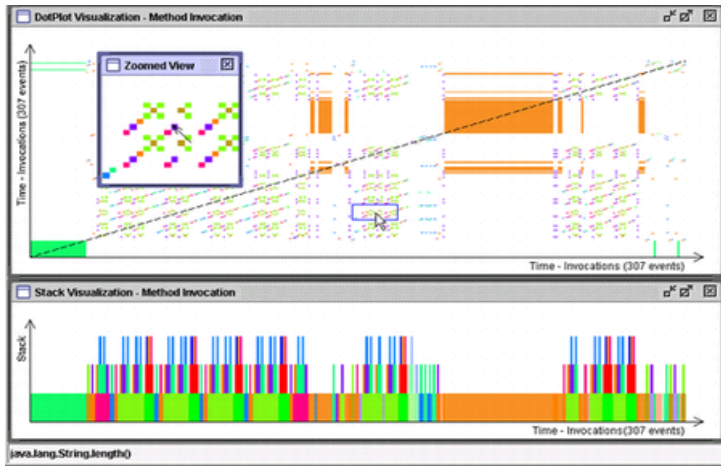 DotPlot Visualization - Method Invocation
Zoomed View
Time - Invocations (307 events)
Time - Invocations (307 events)
Stack Visualization - Method Invocation
Stack
Time - Invocations(307 events)
java.lang.String.length()